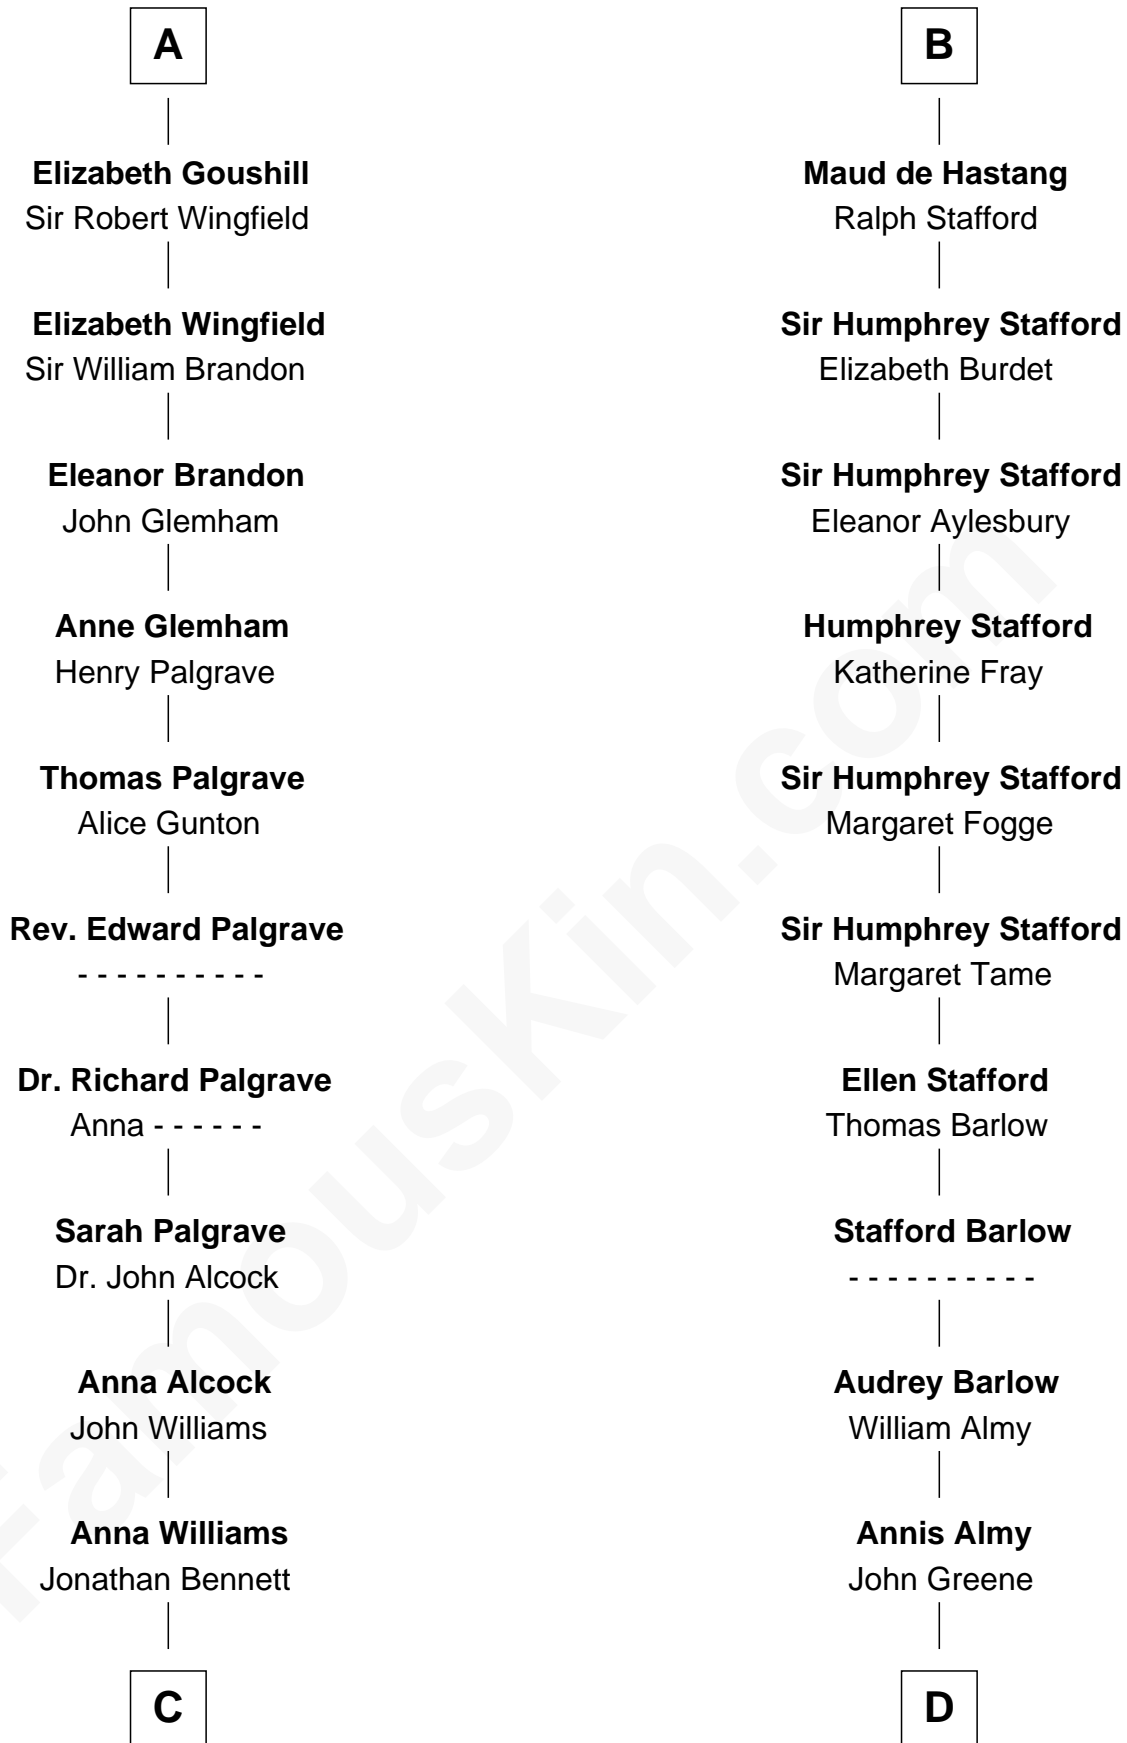 A
Elizabeth Goushill
Sir Robert Wingfield
Elizabeth Wingfield
Sir William Brandon
Eleanor Brandon
John Glemham
Anne Glemham
Henry Palgrave
Thomas Palgrave
Alice Gunton
Rev. Edward Palgrave
- - - - - - - - - -
Dr. Richard Palgrave
Anna - - - - - -
Sarah Palgrave
Dr. John Alcock
Anna Alcock
John Williams
Anna Williams
Jonathan Bennett
C
B
Maud de Hastang
Ralph Stafford
Sir Humphrey Stafford
Elizabeth Burdet
Sir Humphrey Stafford
Eleanor Aylesbury
Humphrey Stafford
Katherine Fray
Sir Humphrey Stafford
Margaret Fogge
Sir Humphrey Stafford
Margaret Tame
Ellen Stafford
Thomas Barlow
Stafford Barlow
- - - - - - - - - -
Audrey Barlow
William Almy
Annis Almy
John Greene
D
FamousKin.com